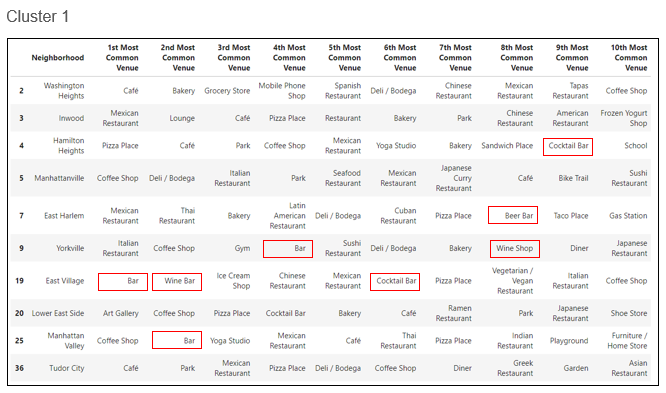 Cluster 1
Neighborhood 1st Most Common Venue 2nd Most Common Venue 3rd Most Common Venue 4th Most Common Venue 5th Most Common Venue 6th Most Common Venue 7th Most Common Venue 8th Most Common Venue 9th Most Common Venue 10th Most Common Venue
2 Washington Heights Café Bakery Grocery Store Mobile Phone Shop Spanish Restaurant Deli / Bodega Chinese Restaurant Mexican Restaurant Tapas Restaurant Coffee Shop
3 Inwood Mexican Restaurant Lounge Café Pizza Place Restaurant Bakery Park Chinese Restaurant American Restaurant Frozen Yogurt Shop
4 Hamilton Heights Pizza Place Café Park Coffee Shop Mexican Restaurant Yoga Studio Bakery Sandwich Place Cocktail Bar School
5 Manhattanville Coffee Shop Deli / Bodega Italian Restaurant Park Seafood Restaurant Mexican Restaurant Japanese Curry Restaurant Café Bike Trail Sushi Restaurant
7 East Harlem Mexican Restaurant Thai Restaurant Bakery Latin American Restaurant Deli / Bodega Cuban Restaurant Pizza Place Beer Bar Taco Place Gas Station
9 Yorkville Italian Restaurant Coffee Shop Gym Bar Sushi Restaurant Deli / Bodega Bakery Wine Shop Diner Japanese Restaurant
19 East Village Bar Wine Bar Ice Cream Shop Chinese Restaurant Mexican Restaurant Cocktail Bar Pizza Place Vegetarian / Vegan Restaurant Italian Restaurant Coffee Shop
20 Lower East Side Art Gallery Coffee Shop Pizza Place Cocktail Bar Bakery Café Ramen Restaurant Park Japanese Restaurant Shoe Store
25 Manhattan Valley Coffee Shop Bar Yoga Studio Mexican Restaurant Café Thai Restaurant Pizza Place Indian Restaurant Playground Furniture / Home Store
36 Tudor City Café Park Mexican Restaurant Pizza Place Deli / Bodega Coffee Shop Diner Greek Restaurant Garden Asian Restaurant